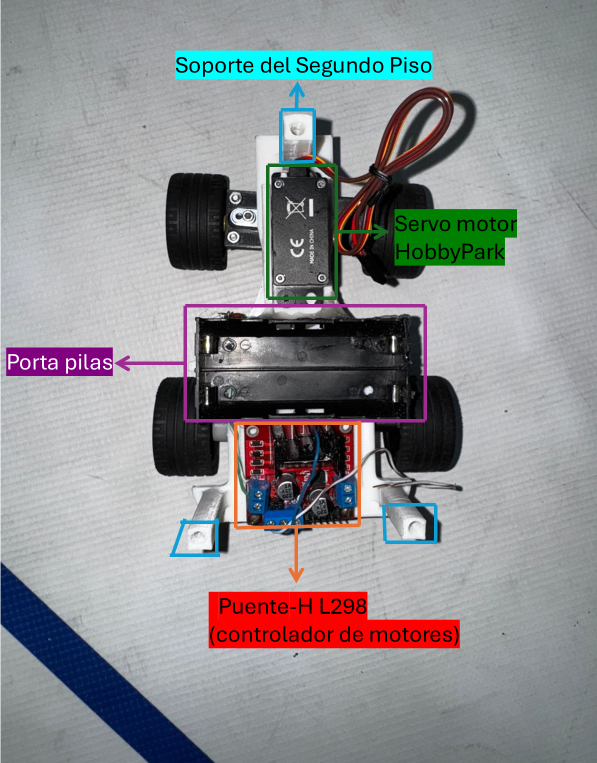 Soporte del Segundo Piso
Servo motor
HobbyPark
CE
MADE IN CHINA
Porta pilas
Puente-H L298
(controlador de motores)